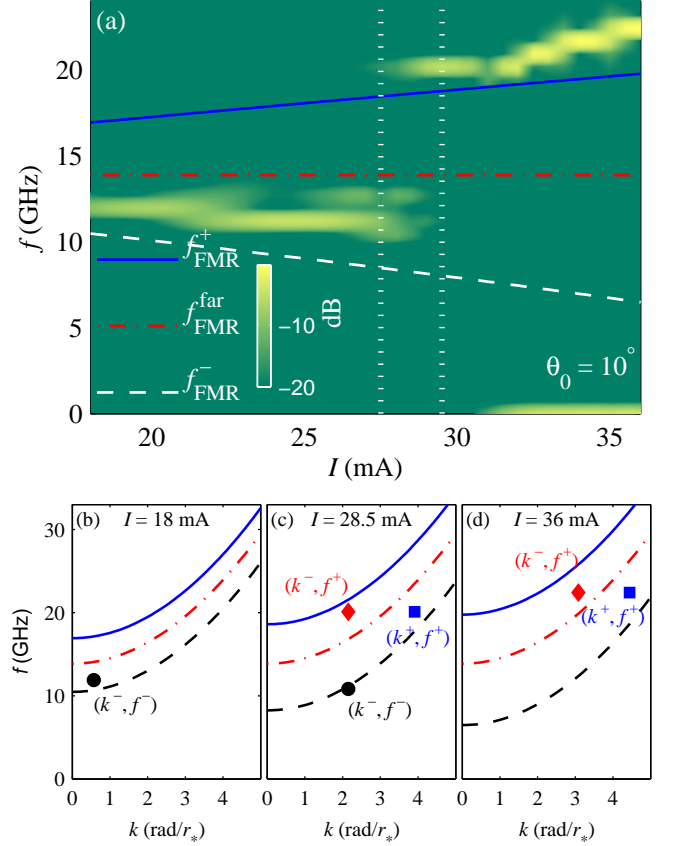 (a)
20
15
10
5
0
f (GHz)
f⁺FMR
f^far FMR
f⁻FMR
−10
−20
dB
θ₀ = 10°
20
25
30
35
I (mA)
(b) I = 18 mA
(c) I = 28.5 mA
(d) I = 36 mA
30
20
10
0
f (GHz)
(k⁻, f⁻)
(k⁻, f⁺)
(k⁺, f⁺)
(k⁻, f⁻)
(k⁻, f⁺)
(k⁺, f⁺)
0 1 2 3 4
0 1 2 3 4
0 1 2 3 4
k (rad/r*)
k (rad/r*)
k (rad/r*)